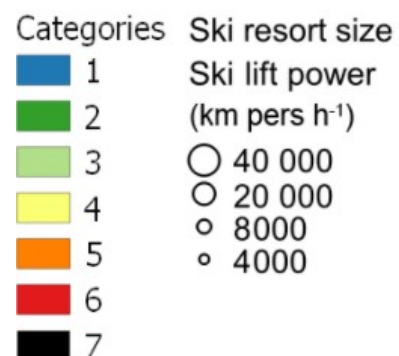 Categories
1
2
3
4
5
6
7
Ski resort size
Ski lift power
(km pers h⁻¹)
40 000
20 000
8000
4000